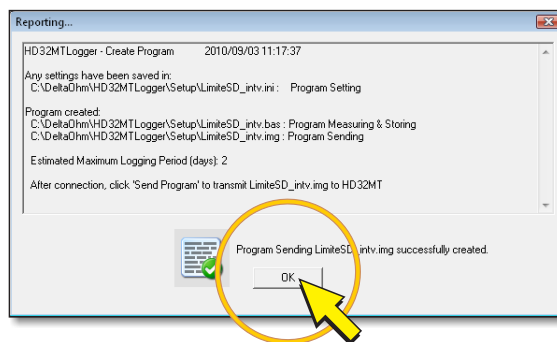 Reporting...
HD32MTLogger - Create Program 2010/09/03 11:17:37
Any settings have been saved in:
C:\DeltaOhm\HD32MTLogger\Setup\LimiteSD_intv.ini : Program Setting
Program created:
C:\DeltaOhm\HD32MTLogger\Setup\LimiteSD_intv.bas : Program Measuring & Storing
C:\DeltaOhm\HD32MTLogger\Setup\LimiteSD_intv.img : Program Sending
Estimated Maximum Logging Period (days): 2
After connection, click 'Send Program' to transmit LimiteSD_intv.img to HD32MT
Program Sending LimiteSD_intv.img successfully created.
OK